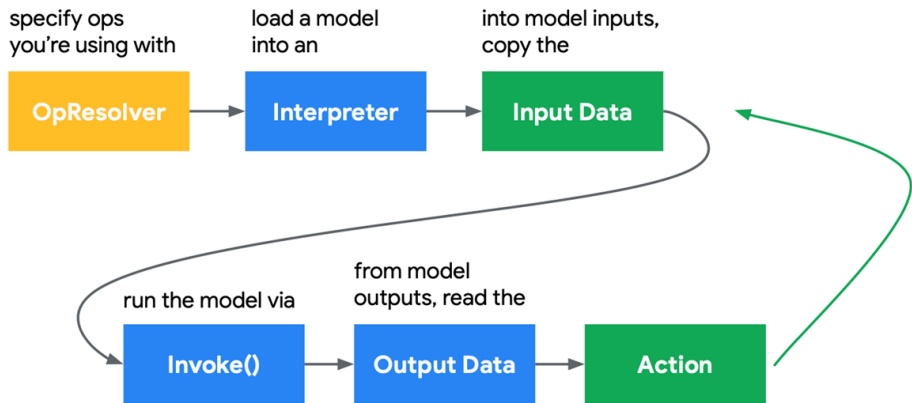 specify ops
you're using with
load a model
into an
into model inputs,
copy the
OpResolver
Interpreter
Input Data
run the model via
from model
outputs, read the
Invoke()
Output Data
Action